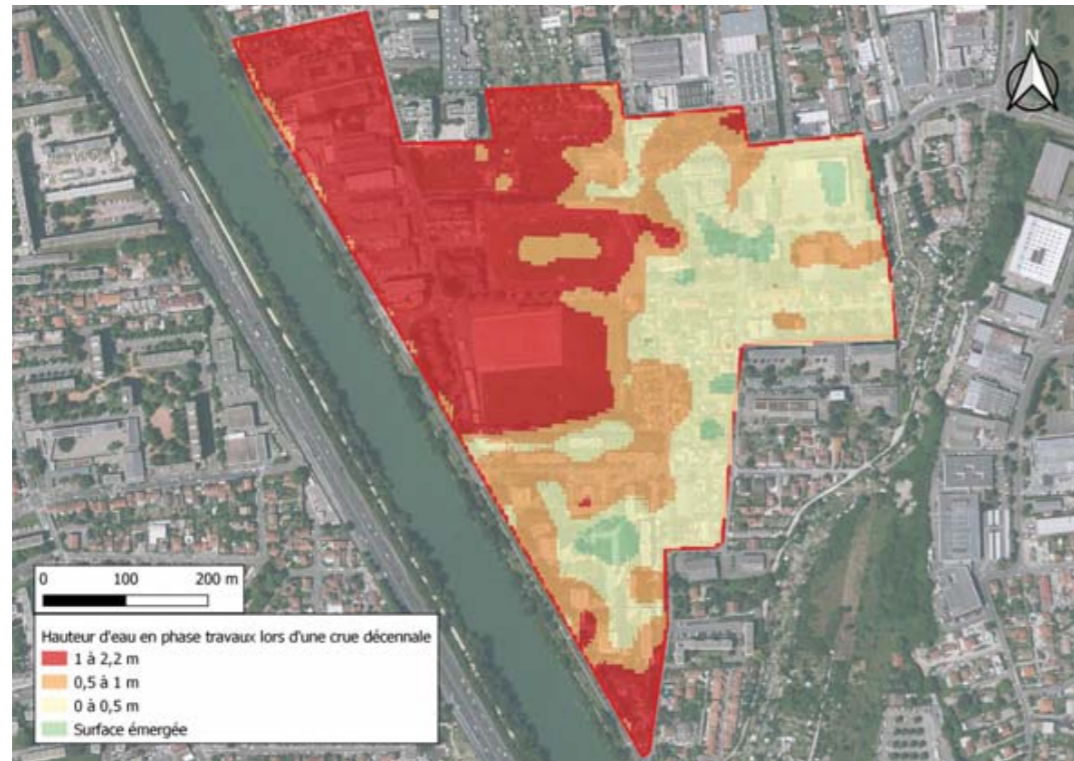 N
0 100 200 m
Hauteur d'eau en phase travaux lors d'une crue décennale
1 à 2,2 m
0,5 à 1 m
0 à 0,5 m
Surface émergée